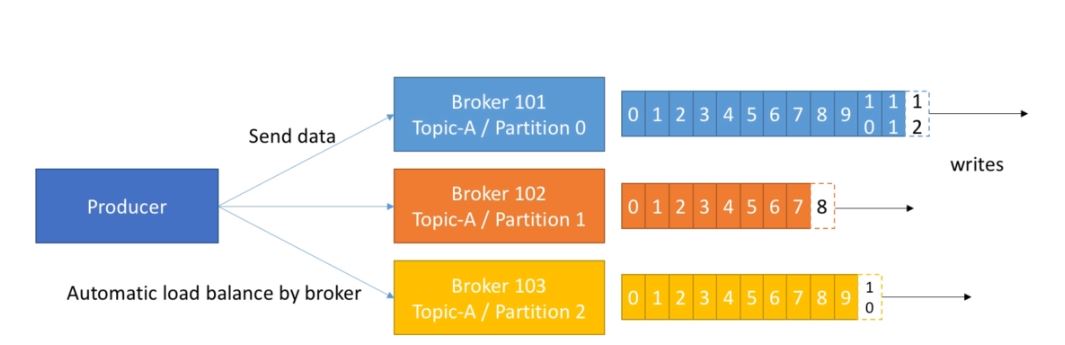 Broker 101
Topic-A / Partition 0
0 1 2 3 4 5 6 7 8 9 10 11 12
Send data
writes
Producer
Broker 102
Topic-A / Partition 1
0 1 2 3 4 5 6 7 8
Automatic load balance by broker
Broker 103
Topic-A / Partition 2
0 1 2 3 4 5 6 7 8 9 10